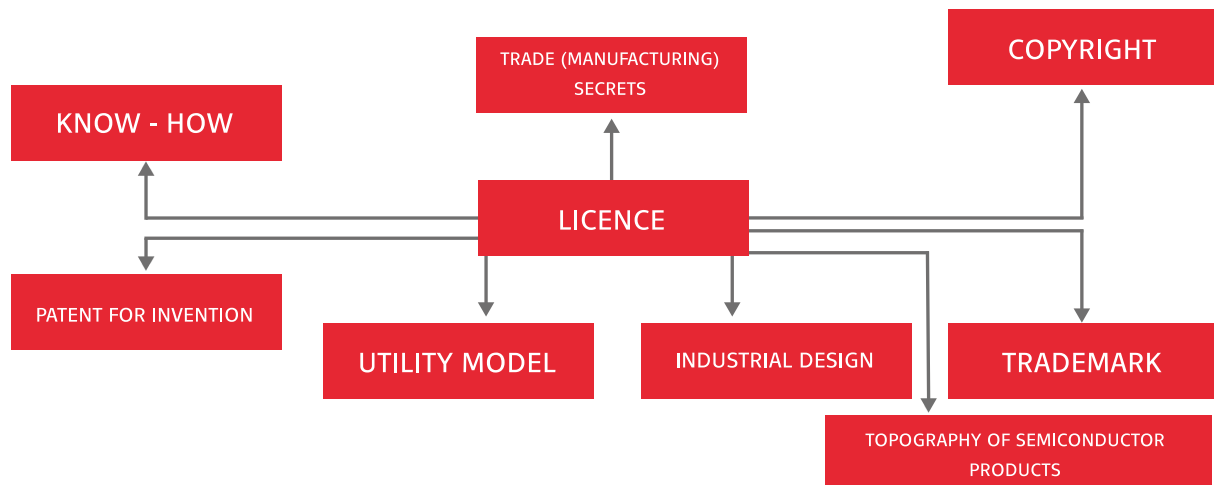 COPYRIGHT
TRADE (MANUFACTURING)
SECRETS
KNOW - HOW
LICENCE
PATENT FOR INVENTION
UTILITY MODEL
INDUSTRIAL DESIGN
TRADEMARK
TOPOGRAPHY OF SEMICONDUCTOR
PRODUCTS